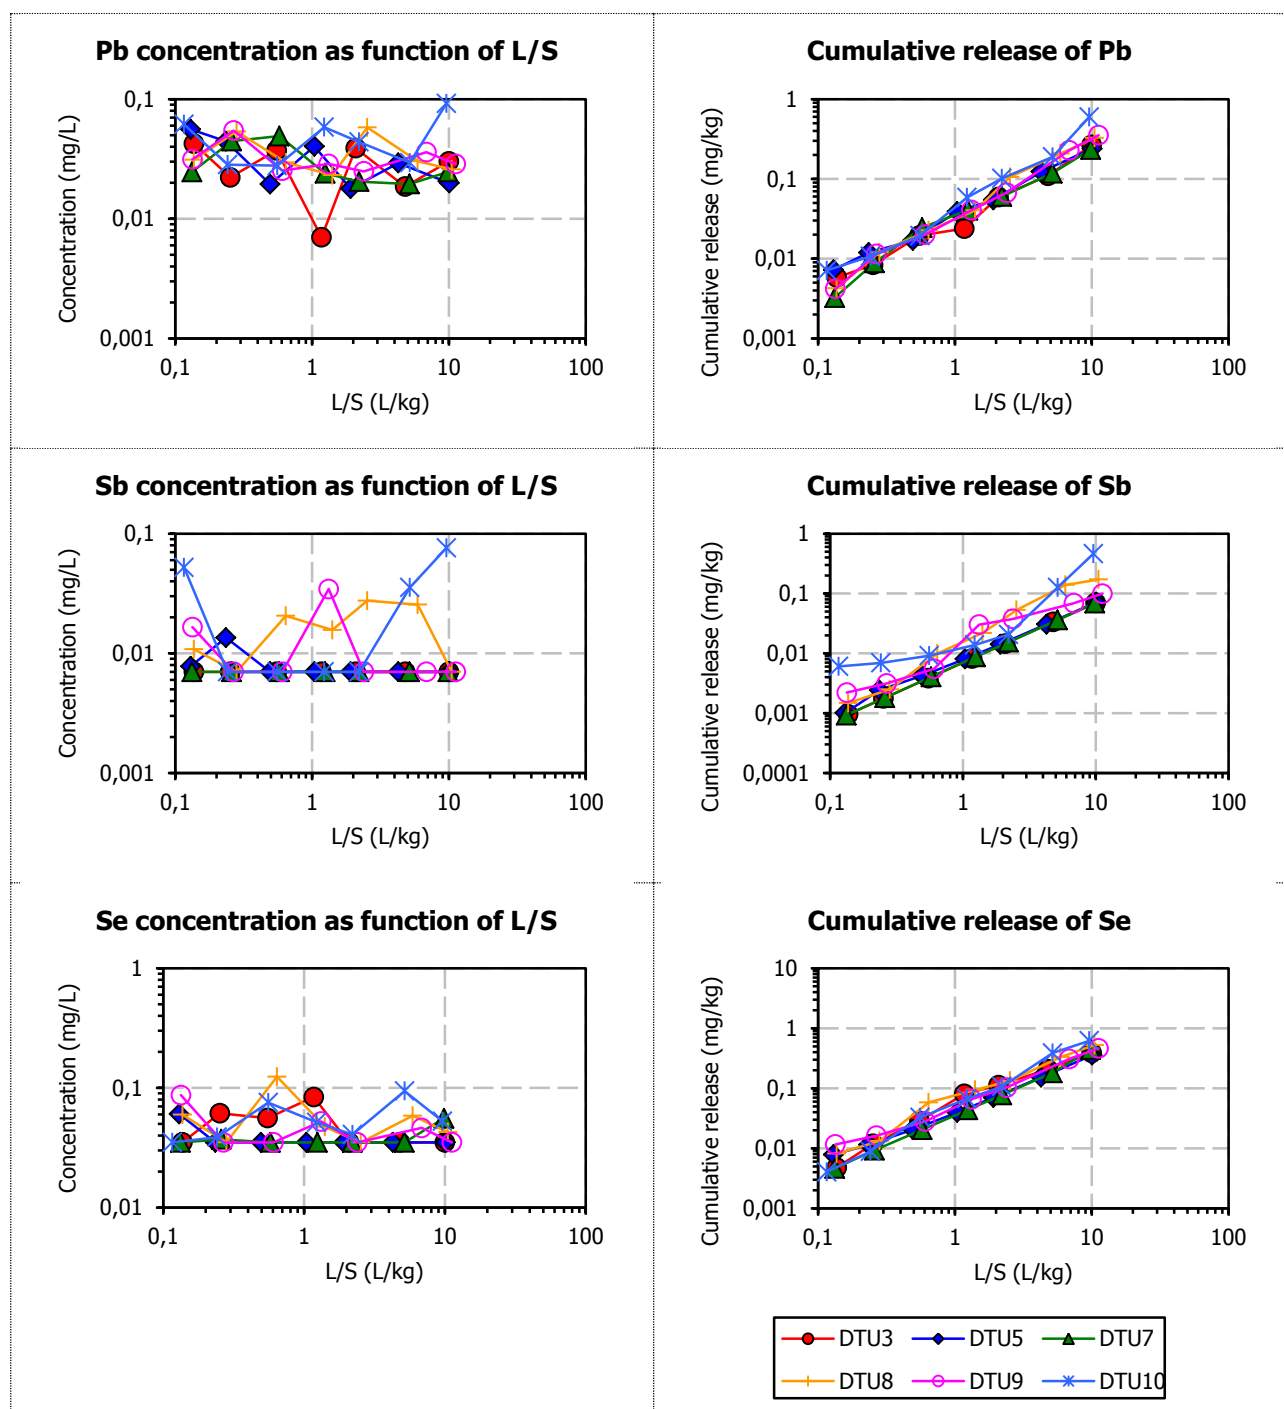 Pb concentration as function of L/S
0,1
0,01
0,001
0,1 1 10 100
Concentration (mg/L)
L/S (L/kg)
Cumulative release of Pb
1
0,1
0,01
0,001
0,1 1 10 100
Cumulative release (mg/kg)
L/S (L/kg)
Sb concentration as function of L/S
0,1
0,01
0,001
0,1 1 10 100
Concentration (mg/L)
L/S (L/kg)
Cumulative release of Sb
1
0,1
0,01
0,001
0,0001
0,1 1 10 100
Cumulative release (mg/kg)
L/S (L/kg)
Se concentration as function of L/S
1
0,1
0,01
0,1 1 10 100
Concentration (mg/L)
L/S (L/kg)
Cumulative release of Se
10
1
0,1
0,01
0,001
0,1 1 10 100
Cumulative release (mg/kg)
L/S (L/kg)
DTU3 DTU5 DTU7
DTU8 DTU9 DTU10